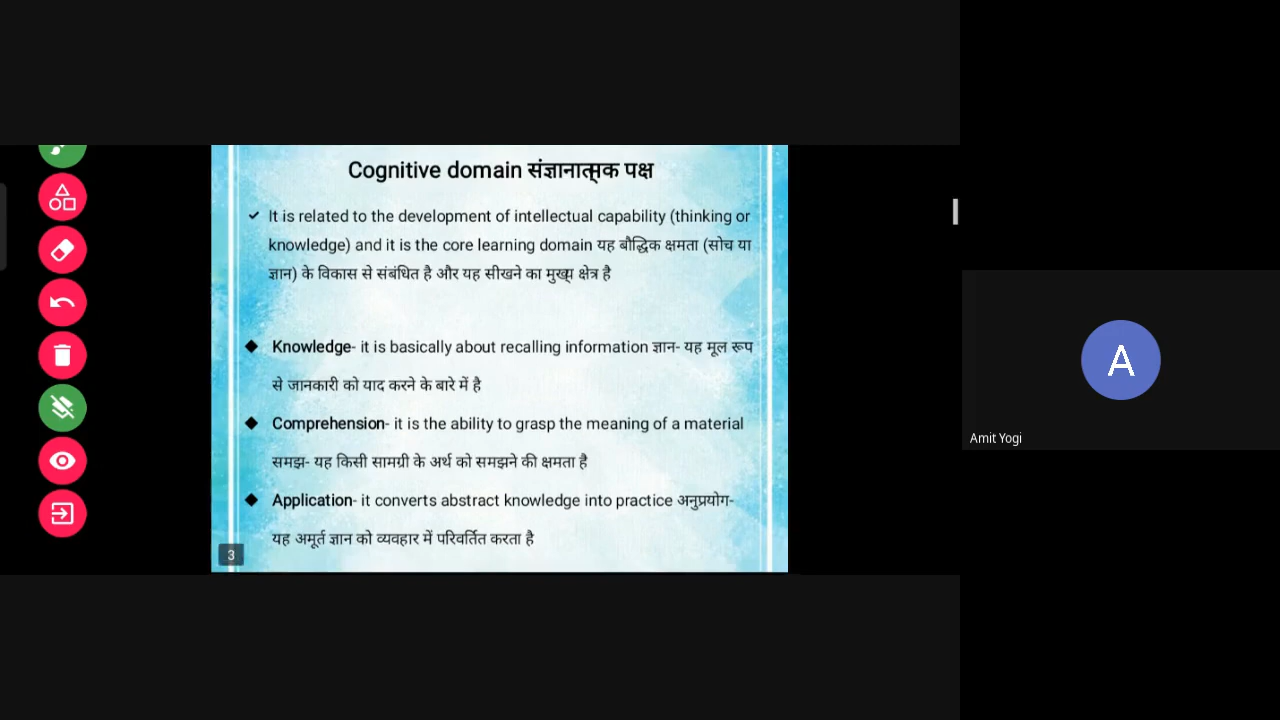 Cognitive domain संज्ञानात्मक पक्ष
✓ It is related to the development of intellectual capability (thinking or
knowledge) and it is the core learning domain यह बौद्धिक क्षमता (सोच या
ज्ञान) के विकास से संबंधित है और यह सीखने का मुख्य क्षेत्र है
◆ Knowledge- it is basically about recalling information ज्ञान- यह मूल रूप
से जानकारी को याद करने के बारे में है
◆ Comprehension- it is the ability to grasp the meaning of a material
समझ- यह किसी सामग्री के अर्थ को समझने की क्षमता है
◆ Application- it converts abstract knowledge into practice अनुप्रयोग-
यह अमूर्त ज्ञान को व्यवहार में परिवर्तित करता है
3
A
Amit Yogi